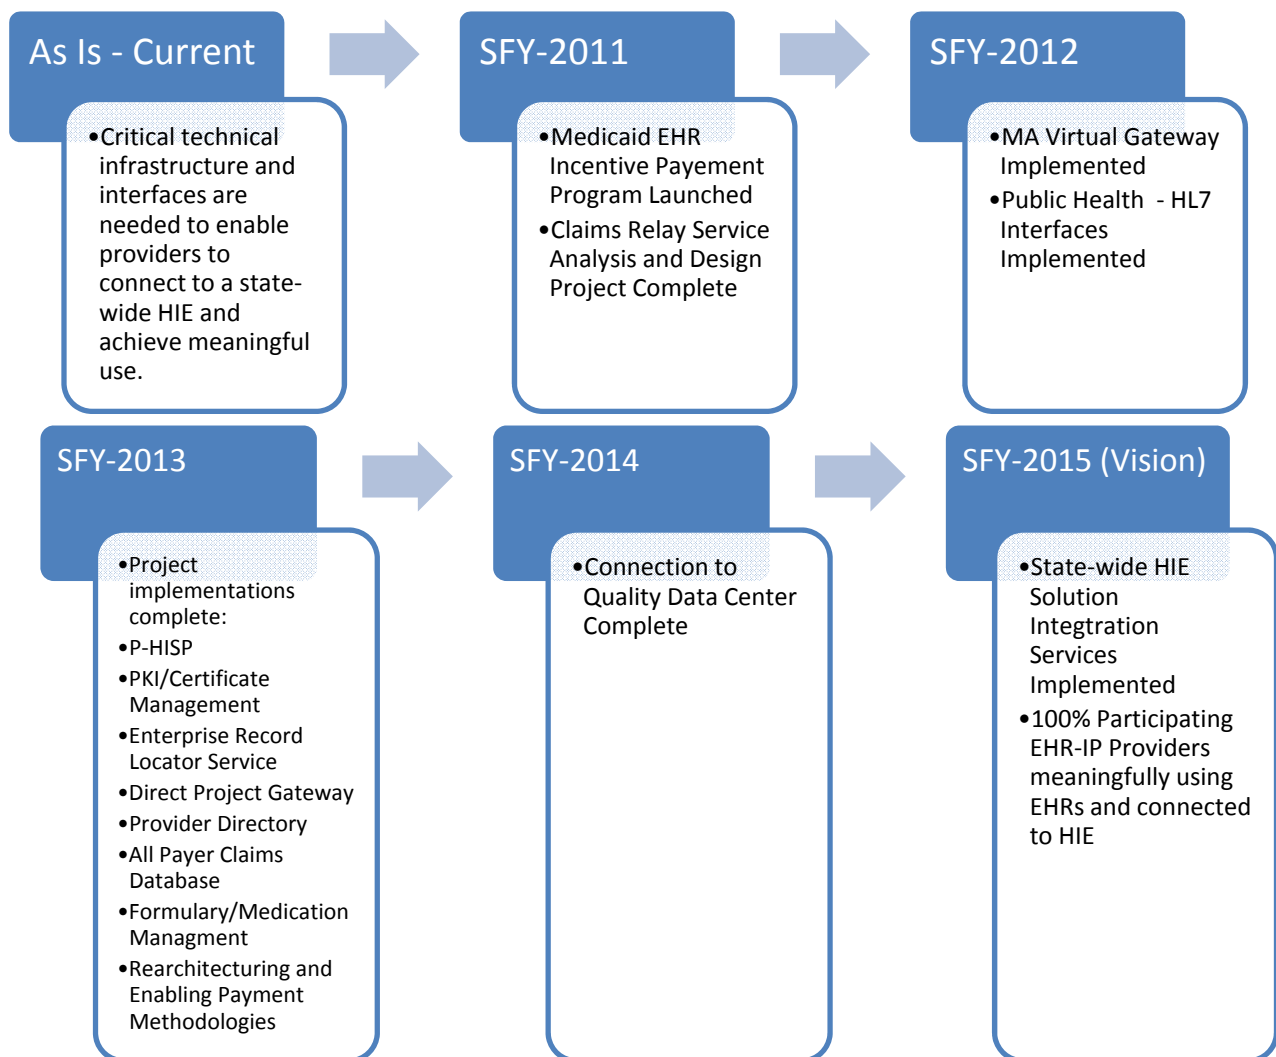 As Is - Current
•Critical technical
infrastructure and
interfaces are
needed to enable
providers to
connect to a state-
wide HIE and
achieve meaningful
use.
SFY-2011
•Medicaid EHR
Incentive Payement
Program Launched
•Claims Relay Service
Analysis and Design
Project Complete
SFY-2012
•MA Virtual Gateway
Implemented
•Public Health - HL7
Interfaces
Implemented
SFY-2013
•Project
implementations
complete:
•P-HISP
•PKI/Certificate
Management
•Enterprise Record
Locator Service
•Direct Project Gateway
•Provider Directory
•All Payer Claims
Database
•Formulary/Medication
Managment
•Rearchitecturing and
Enabling Payment
Methodologies
SFY-2014
•Connection to
Quality Data Center
Complete
SFY-2015 (Vision)
•State-wide HIE
Solution
Integtration
Services
Implemented
•100% Participating
EHR-IP Providers
meaningfully using
EHRs and connected
to HIE